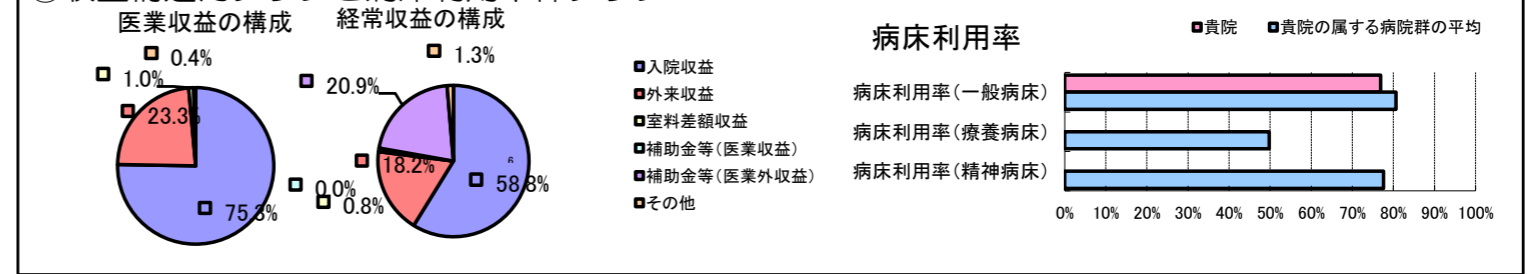 医業収益の構成
0.4%
1.0%
23.3%
75.3%
経常収益の構成
1.3%
20.9%
18.2%
58.8%
0.0%
0.8%
6
入院収益
外来収益
室料差額収益
補助金等(医業収益)
補助金等(医業外収益)
その他
病床利用率
貴院 貴院の属する病院群の平均
病床利用率(一般病床)
病床利用率(療養病床)
病床利用率(精神病床)
0% 10% 20% 30% 40% 50% 60% 70% 80% 90% 100%